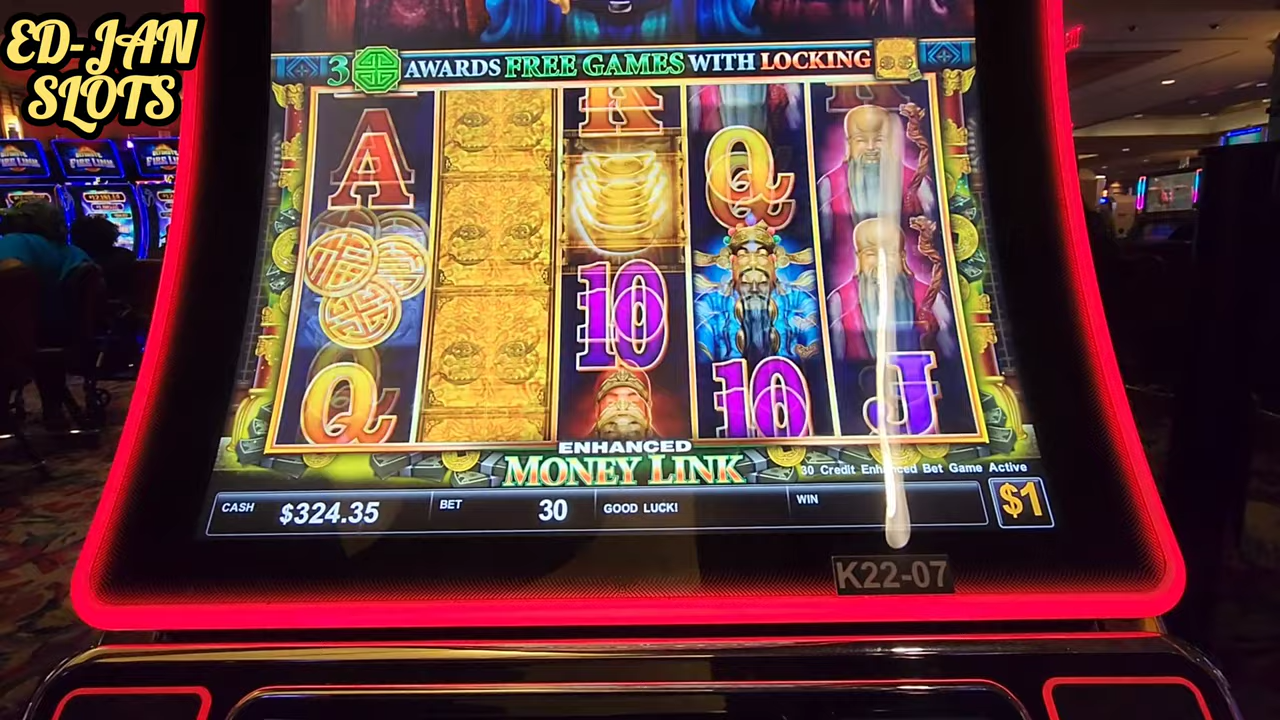 ED-JAN
SLOTS
3 AWARDS FREE GAMES WITH LOCKING
A
K
Q
10
福
Q
10
J
ENHANCED
MONEY LINK
30 Credit Enhanced Bet Game Active
CASH $324.35 BET 30 GOOD LUCK! WIN $1
K22-07